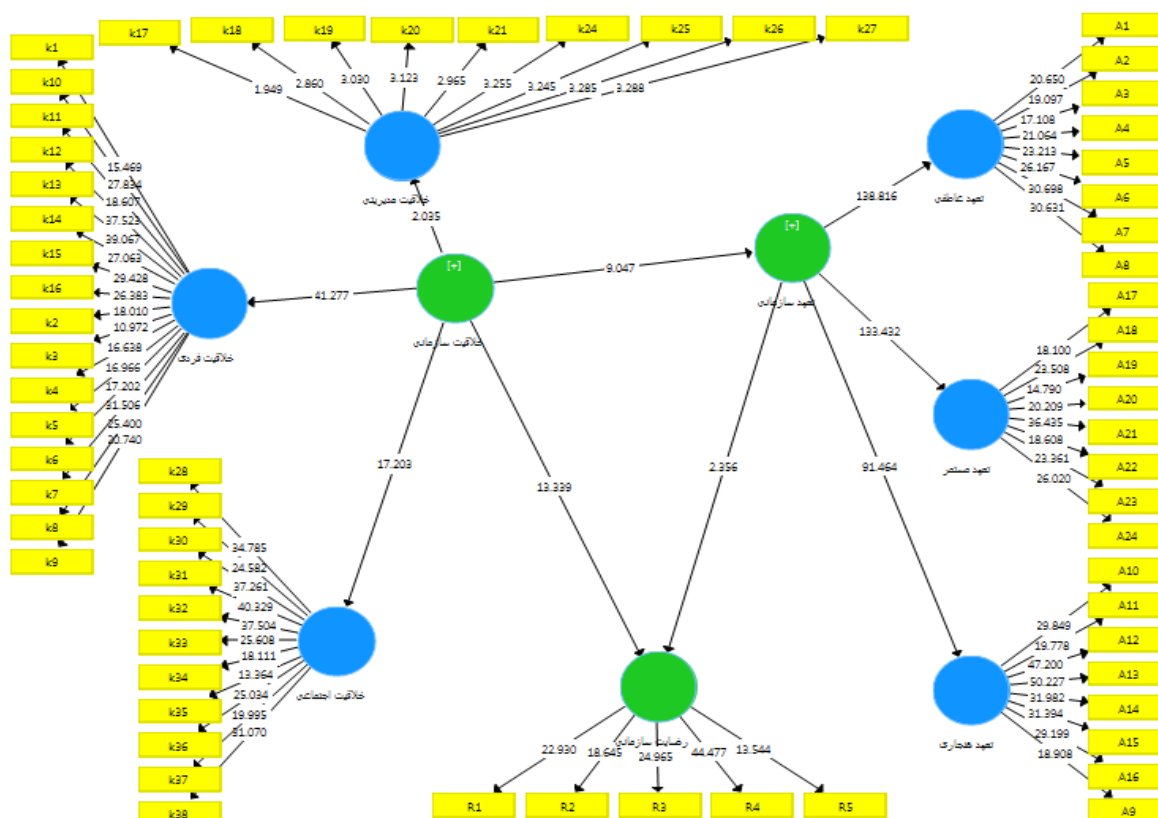 k17
k18
k19
k20
k21
k24
k25
k26
k27
1.949
2.860
3.030
3.123
2.965
3.255
3.245
3.285
3.288
خلاقیت مدیریتی
2.035
k1
k10
k11
k12
k13
k14
k15
k16
k2
k3
k4
k5
k6
k7
k8
k9
15.469
27.834
18.607
37.523
39.067
27.063
29.428
26.383
18.010
10.972
16.638
16.966
17.202
31.506
25.400
20.740
خلاقیت فردی
41.277
[+]
خلاقیت سازمانی
9.047
[+]
تعهد سازمانی
138.816
133.432
91.464
2.356
13.339
17.203
A1
A2
A3
A4
A5
A6
A7
A8
20.650
19.097
17.108
21.064
23.213
26.167
30.698
30.631
تعهد عاطفی
A17
A18
A19
A20
A21
A22
A23
A24
18.100
23.508
14.790
20.209
36.435
18.608
23.361
26.020
تعهد مستمر
A10
A11
A12
A13
A14
A15
A16
A9
29.849
19.778
47.200
50.227
31.982
31.394
29.199
18.908
تعهد هنجاری
k28
k29
k30
k31
k32
k33
k34
k35
k36
k37
k38
34.785
24.582
37.261
40.329
37.504
25.608
18.111
13.364
25.034
19.995
31.070
خلاقیت اجتماعی
رضایت سازمانی
22.930
18.645
24.965
44.477
13.544
R1
R2
R3
R4
R5